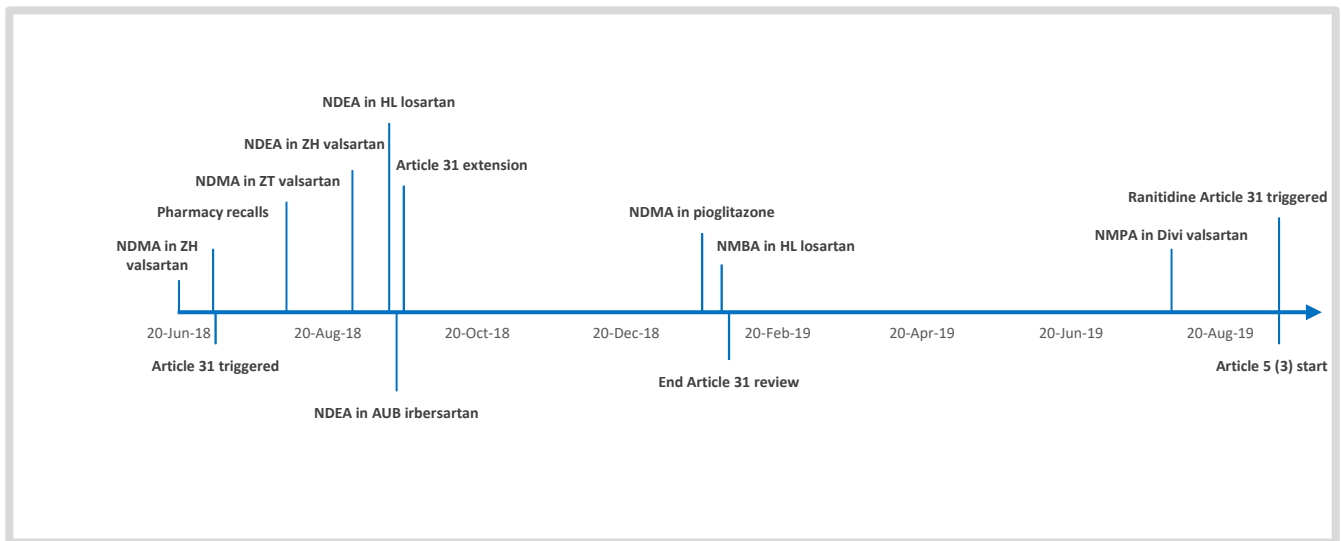 NDEA in HL losartan
NDEA in ZH valsartan
Article 31 extension
NDMA in ZT valsartan
Ranitidine Article 31 triggered
Pharmacy recalls
NDMA in pioglitazone
NMPA in Divi valsartan
NDMA in ZH
valsartan
NMBA in HL losartan
20-Jun-18
20-Aug-18
20-Oct-18
20-Dec-18
20-Feb-19
20-Apr-19
20-Jun-19
20-Aug-19
Article 31 triggered
End Article 31 review
Article 5 (3) start
NDEA in AUB irbersartan